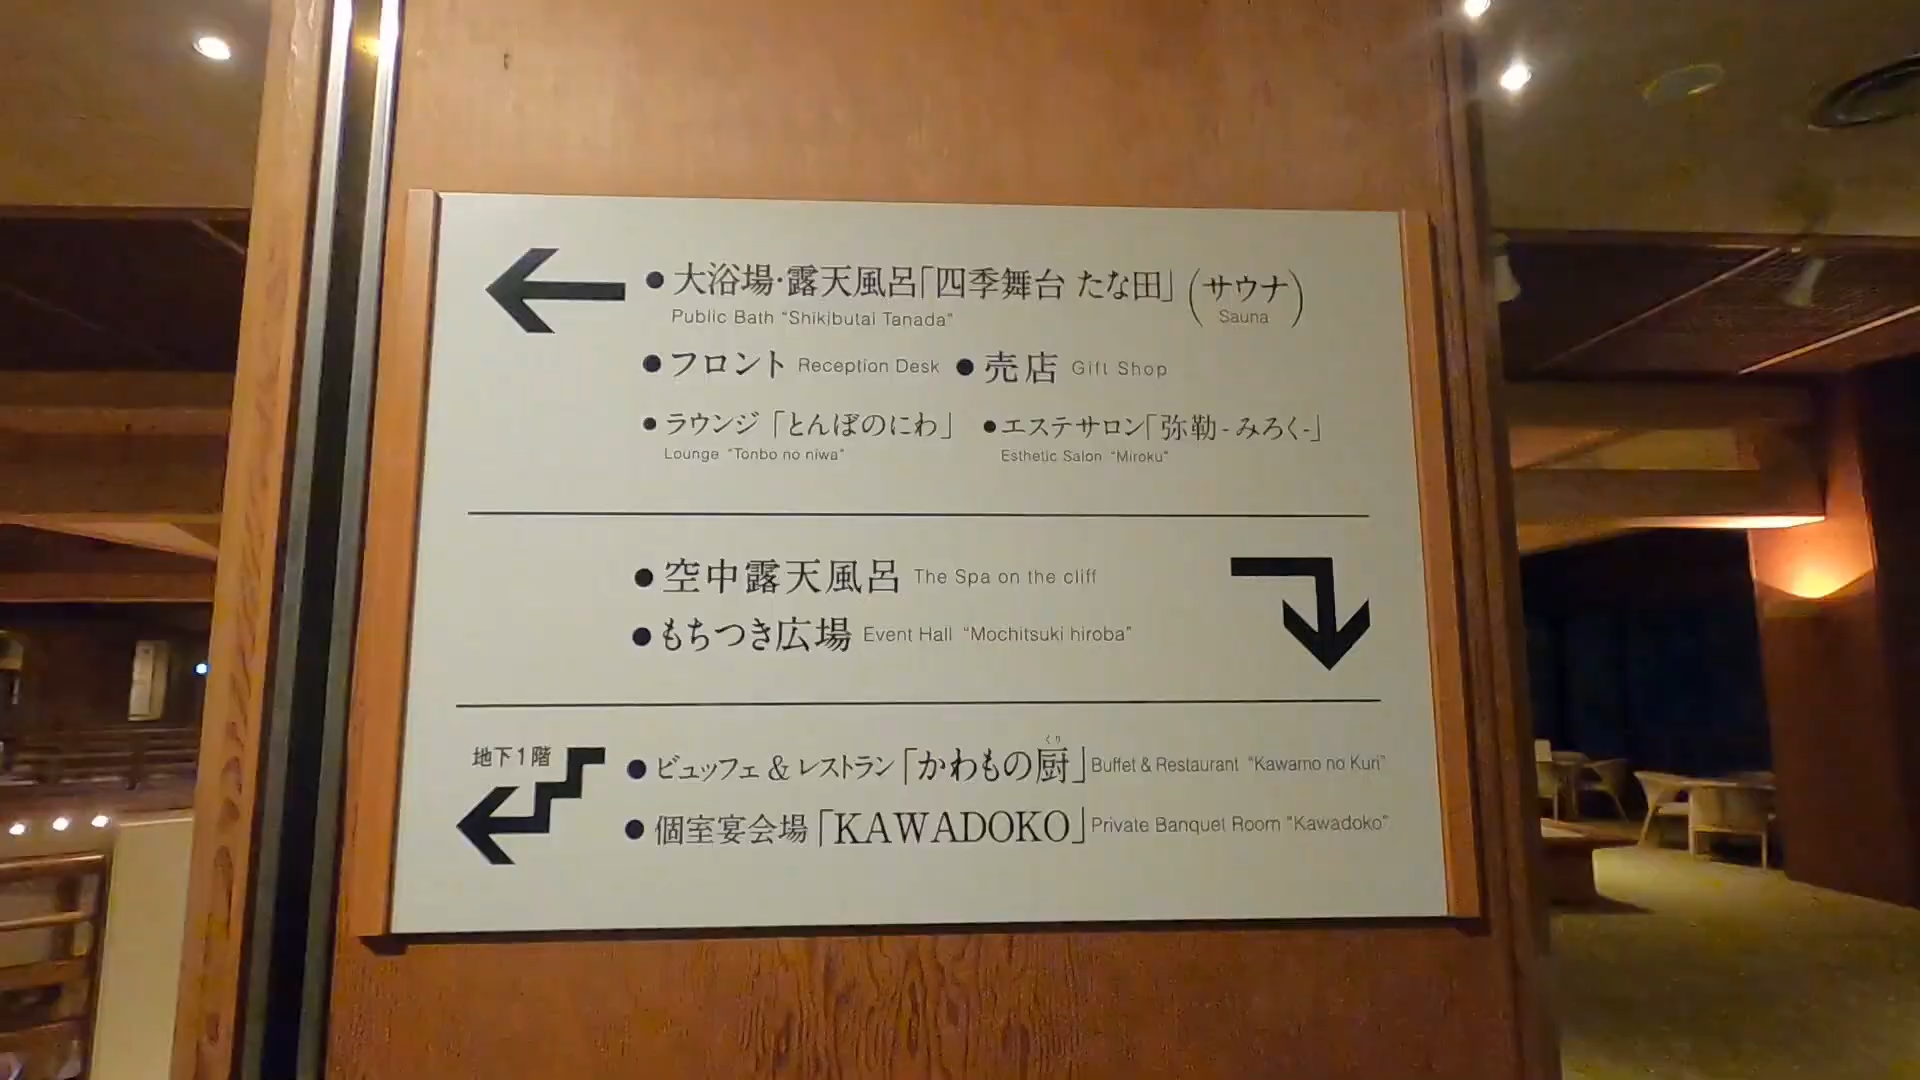 ●大浴場・露天風呂「四季舞台 たな田」(サウナ)
Public Bath “Shikibutai Tanada” Sauna
●フロント Reception Desk ●売店 Gift Shop
●ラウンジ「とんぼのにわ」 ●エステサロン「弥勒-みろく-」
Lounge “Tonbo no niwa” Esthetic Salon “Miroku”
●空中露天風呂 The Spa on the cliff
●もちつき広場 Event Hall “Mochitsuki hiroba”
地下1階
くり
●ビュッフェ&レストラン「かわもの厨」Buffet & Restaurant “Kawamo no Kuri”
●個室宴会場「KAWADOKO」Private Banquet Room “Kawadoko”